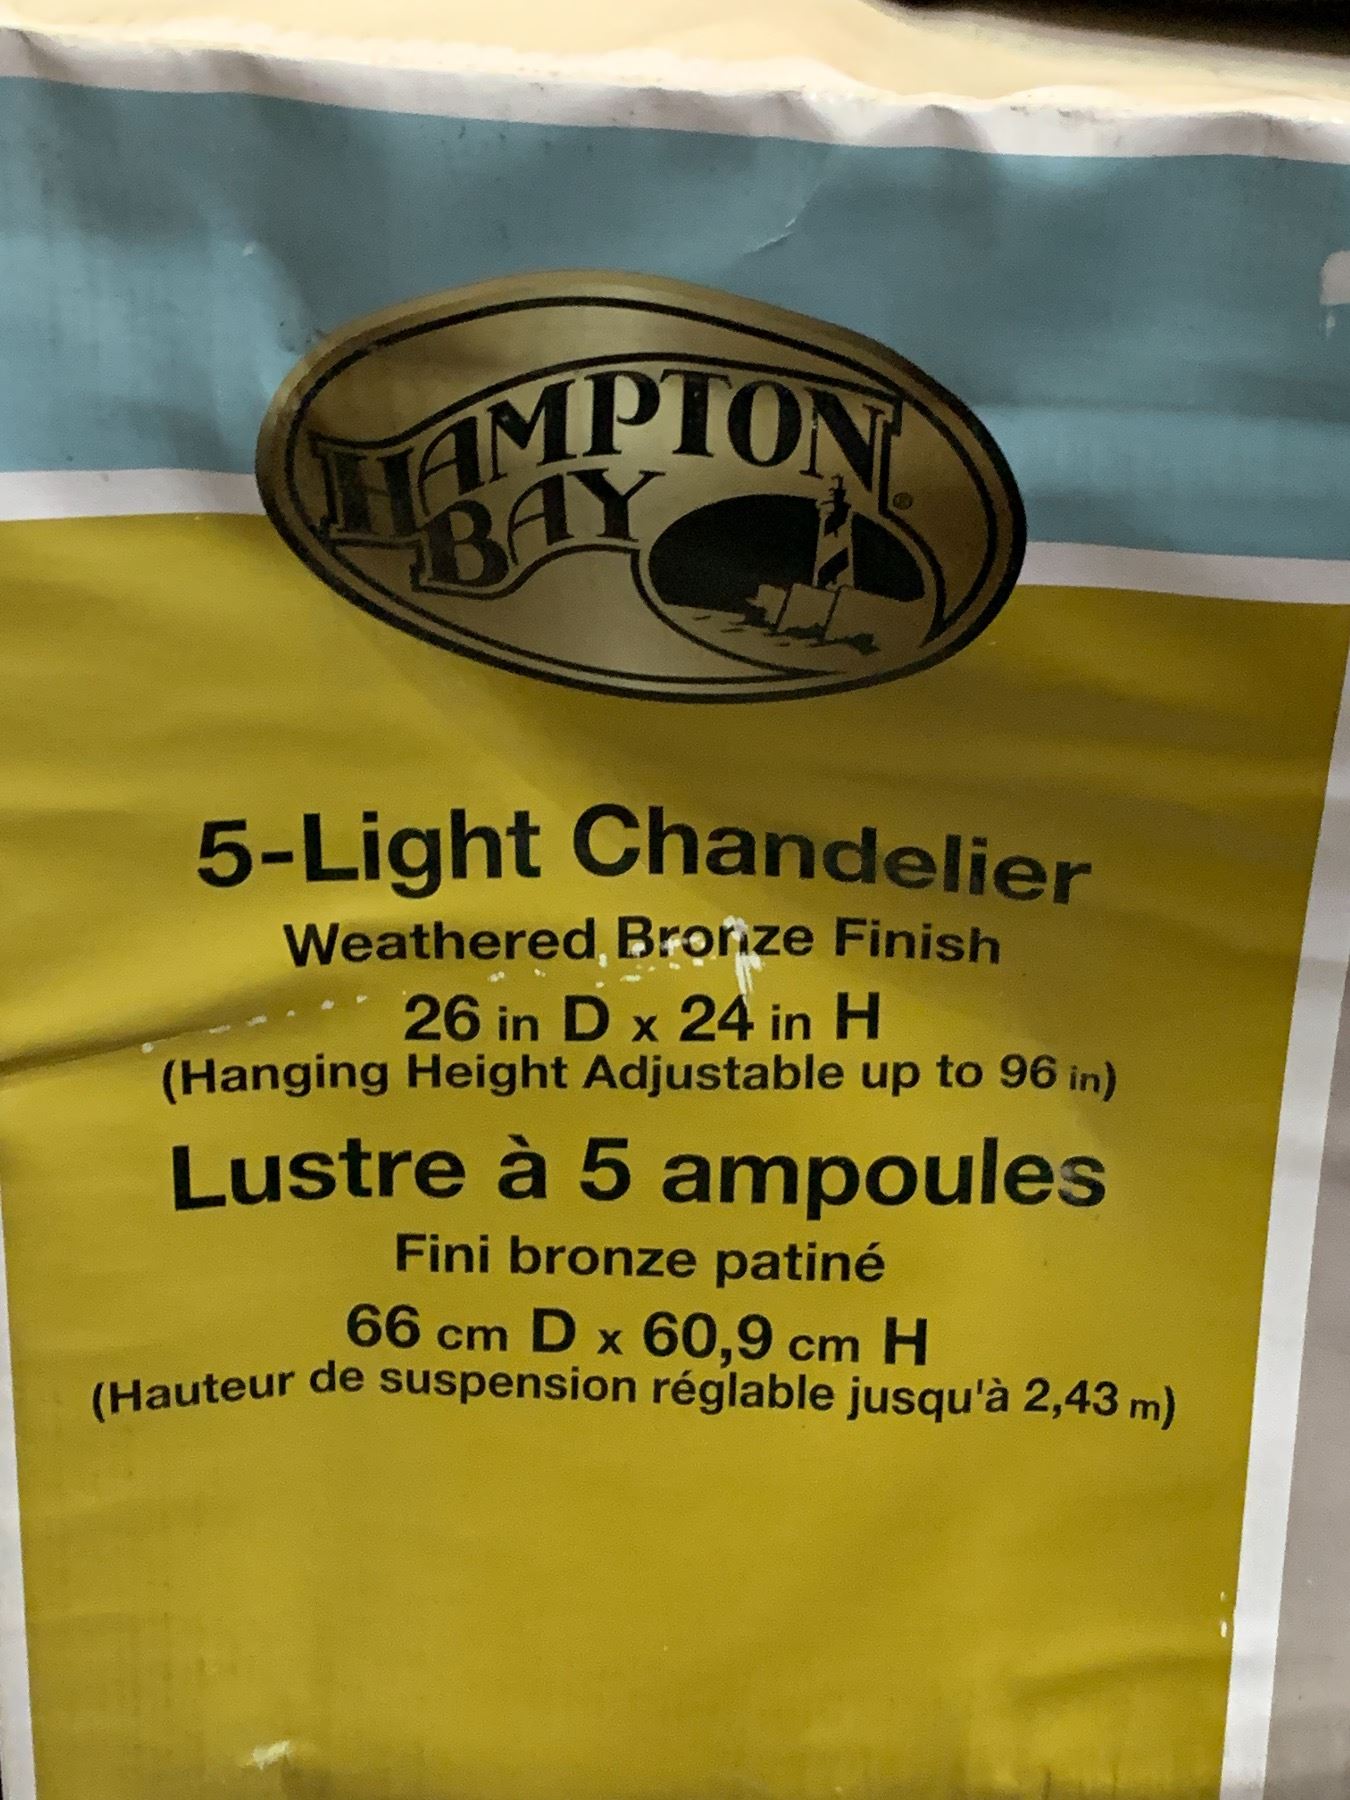 HAMPTON
BAY®
5-Light Chandelier
Weathered Bronze Finish
26 in D x 24 in H
(Hanging Height Adjustable up to 96 in)
Lustre à 5 ampoules
Fini bronze patiné
66 cm D x 60,9 cm H
(Hauteur de suspension réglable jusqu'à 2,43 m)